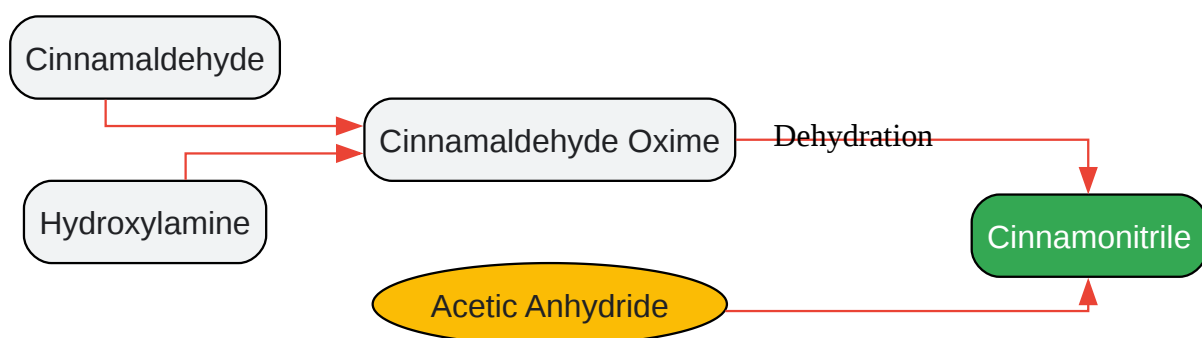 Cinnamaldehyde
Hydroxylamine
Cinnamaldehyde Oxime
Dehydration
Acetic Anhydride
Cinnamonitrile